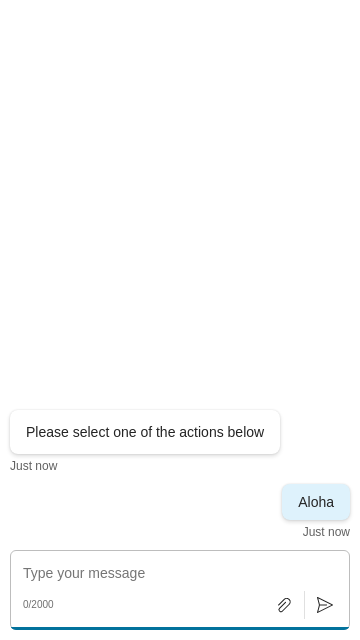 Please select one of the actions below
Just now
Aloha
Just now
Type your message
0/2000